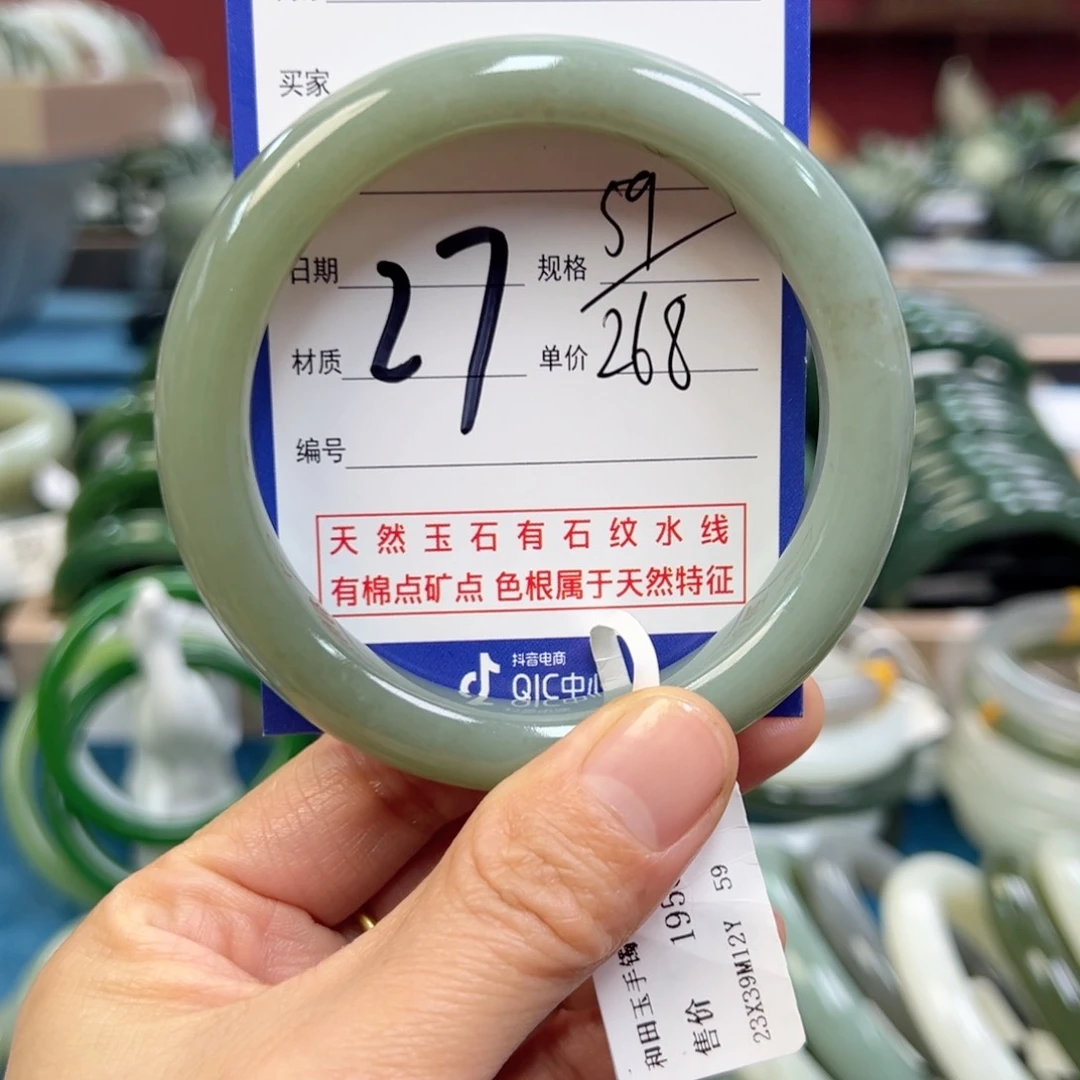 买家
日期 27 规格 59
材质 单价 268
编号
天然玉石有石纹水线
有棉点矿点 色根属于天然特征
抖音电商
QIC中心
和田玉手镯
售价 195
23X39M12Y 59